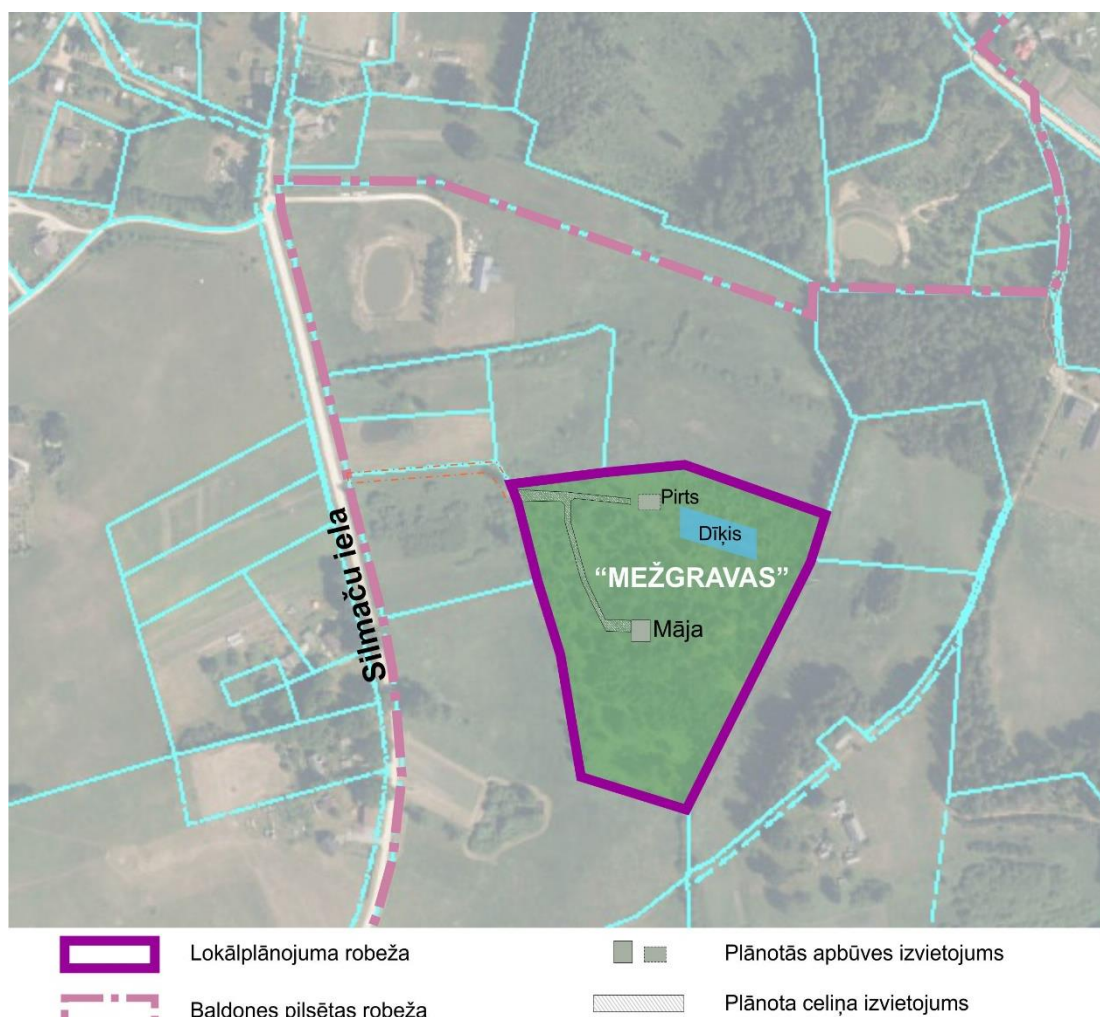 Pirts
Dīķis
“MEŽGRAVAS”
Māja
Silmaču iela
Lokālplānojuma robeža
Plānotās apbūves izvietojums
Baldones pilsētas robeža
Plānota celiņa izvietojums